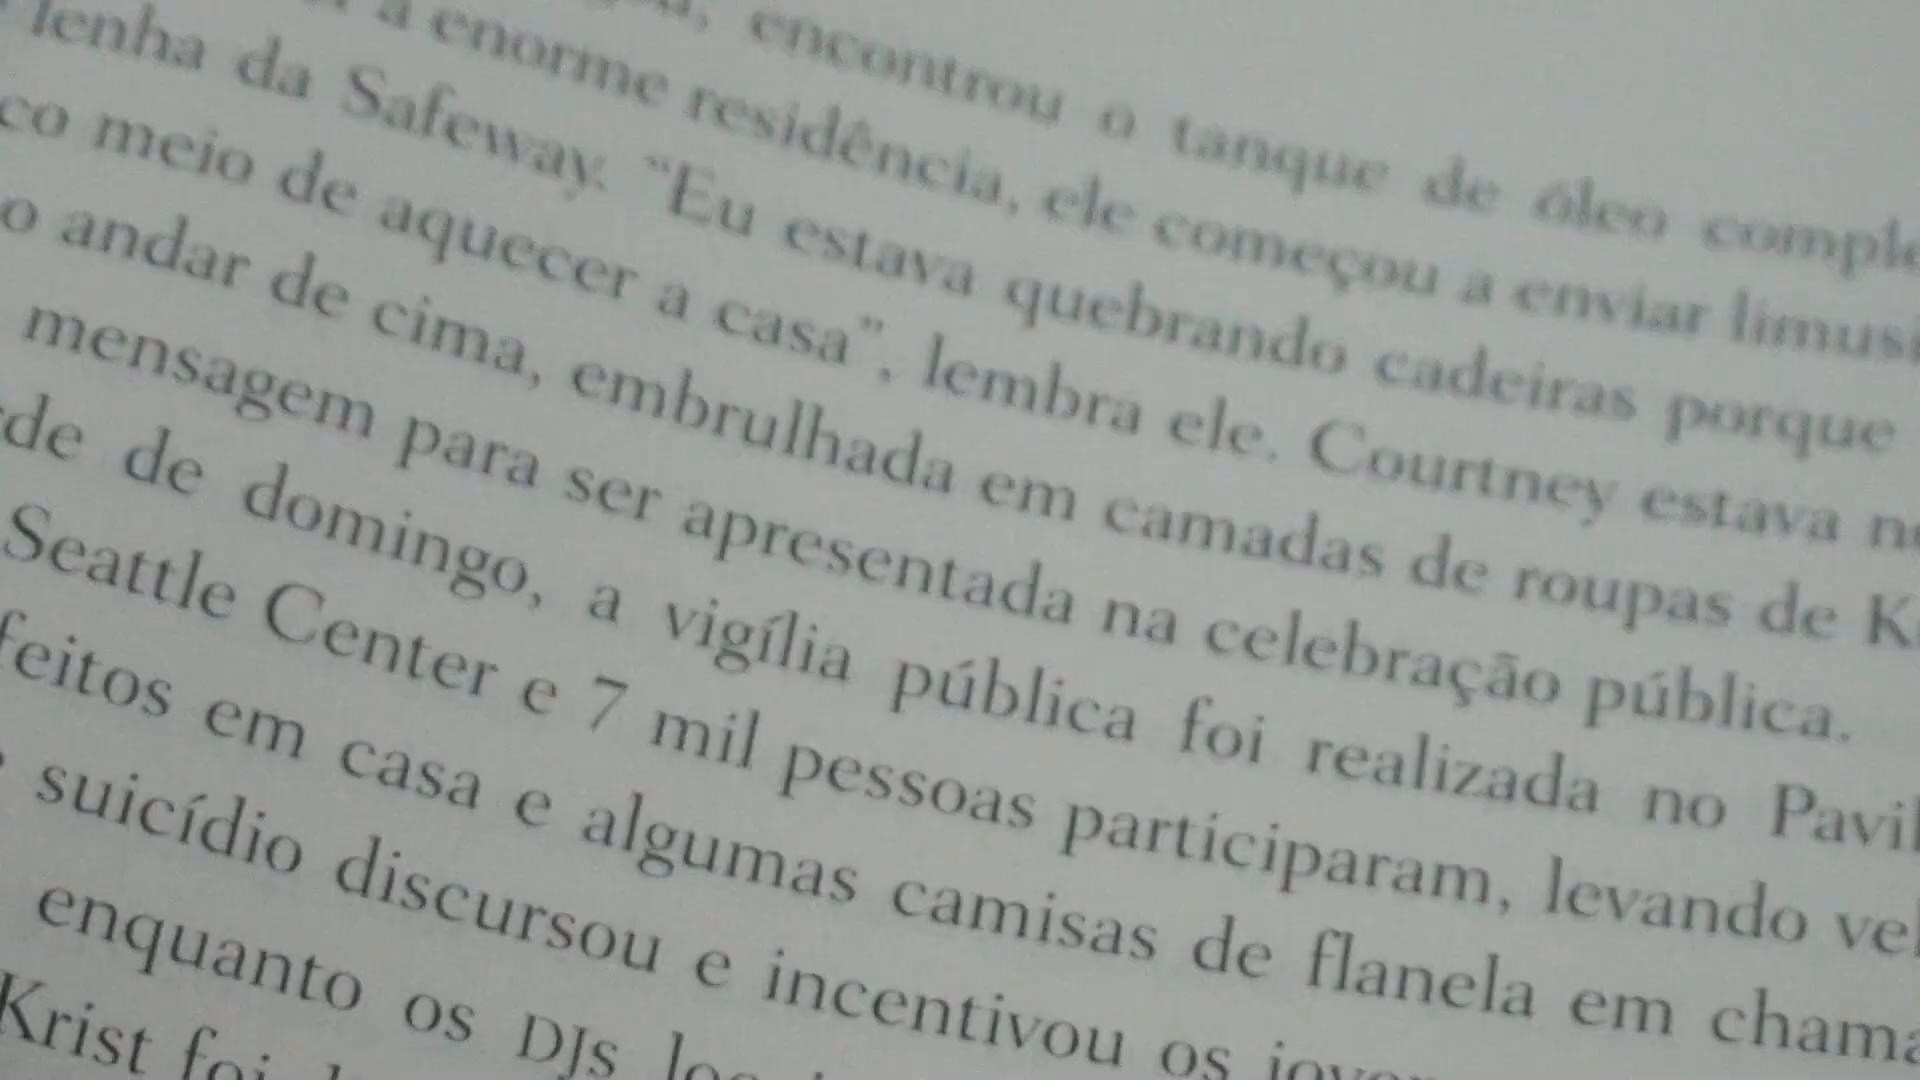 encontrou o tanque de óleo comple
a enorme residência, ele começou a enviar limusi
lenha da Safeway. “Eu estava quebrando cadeiras porque
co meio de aquecer a casa”, lembra ele. Courtney estava n
o andar de cima, embrulhada em camadas de roupas de K
mensagem para ser apresentada na celebração pública.
de de domingo, a vigília pública foi realizada no Pavil
Seattle Center e 7 mil pessoas participaram, levando vel
feitos em casa e algumas camisas de flanela em chama
suicídio discursou e incentivou os jove
enquanto os DJs
Krist foi